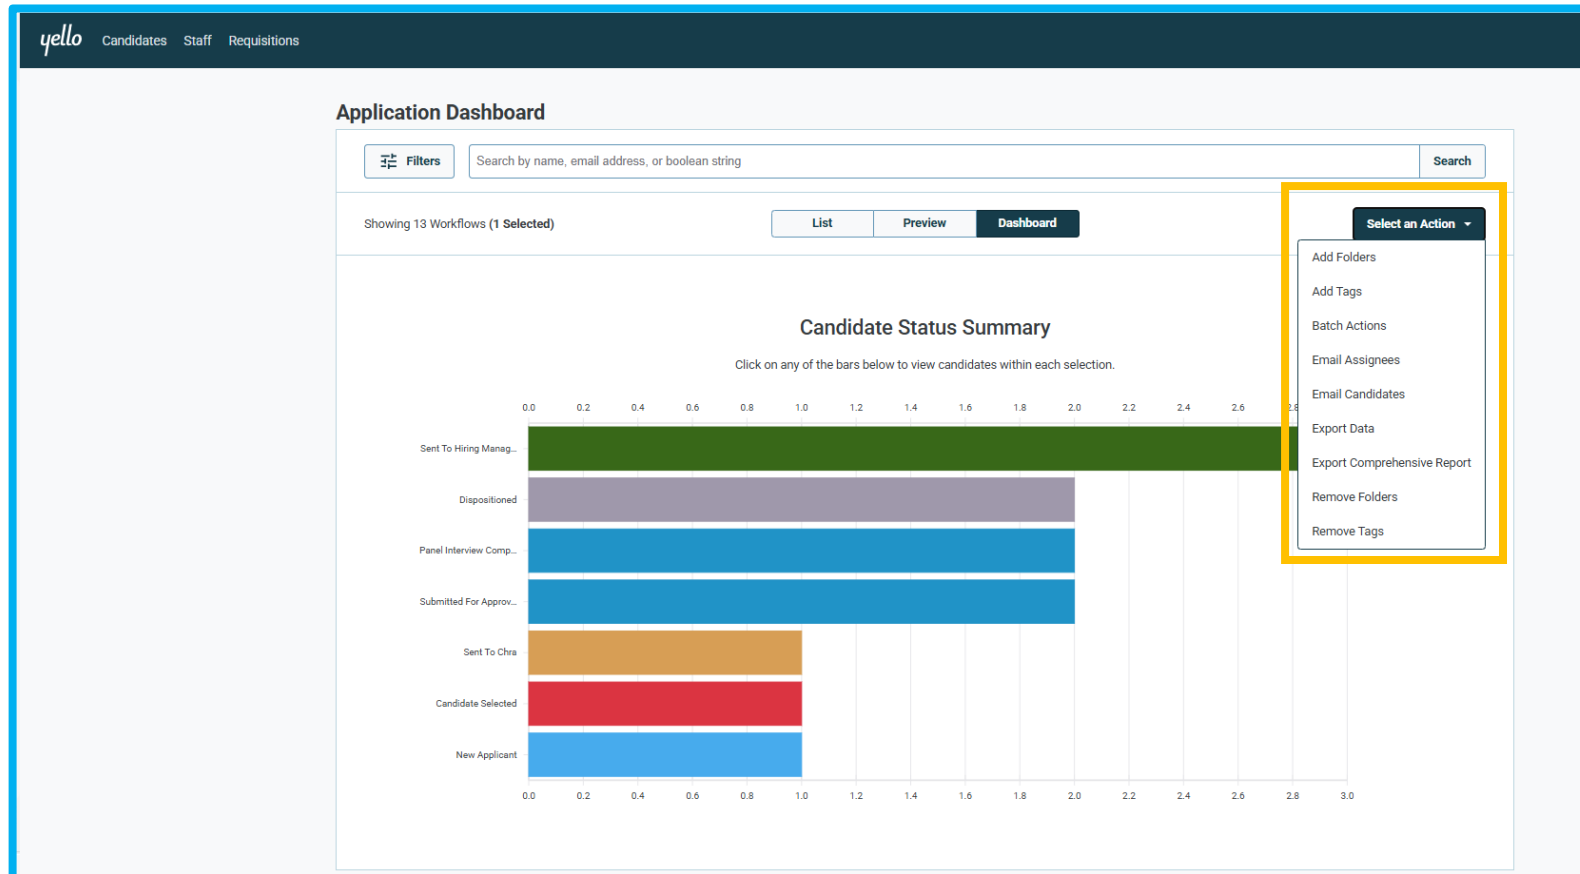 yello Candidates Staff Requisitions
Application Dashboard
Filters Search by name, email address, or boolean string Search
Showing 13 Workflows (1 Selected) List Preview Dashboard Select an Action
Add Folders
Add Tags
Batch Actions
Email Assignees
Email Candidates
Export Data
Export Comprehensive Report
Remove Folders
Remove Tags
Candidate Status Summary
Click on any of the bars below to view candidates within each selection.
0.0 0.2 0.4 0.6 0.8 1.0 1.2 1.4 1.6 1.8 2.0 2.2 2.4 2.6
Sent To Hiring Manag...
Dispositioned
Panel Interview Comp...
Submitted For Approv...
Sent To Chra
Candidate Selected
New Applicant
0.0 0.2 0.4 0.6 0.8 1.0 1.2 1.4 1.6 1.8 2.0 2.2 2.4 2.6 2.8 3.0